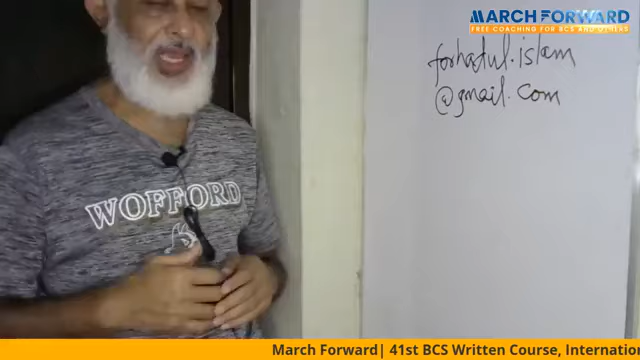 MARCH FORWARD
FREE COACHING FOR BCS AND OTHERS
forhatul.islam
@gmail.com
WOFFORD
March Forward| 41st BCS Written Course, Internatio